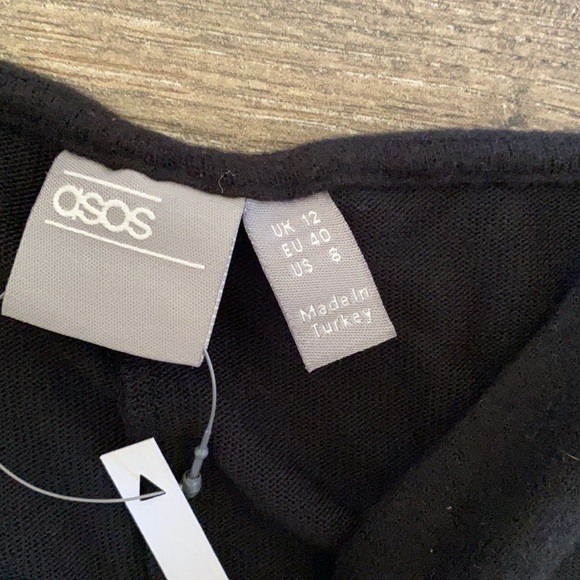 asos
UK 12
EU 40
US 8
Made In
Turkey